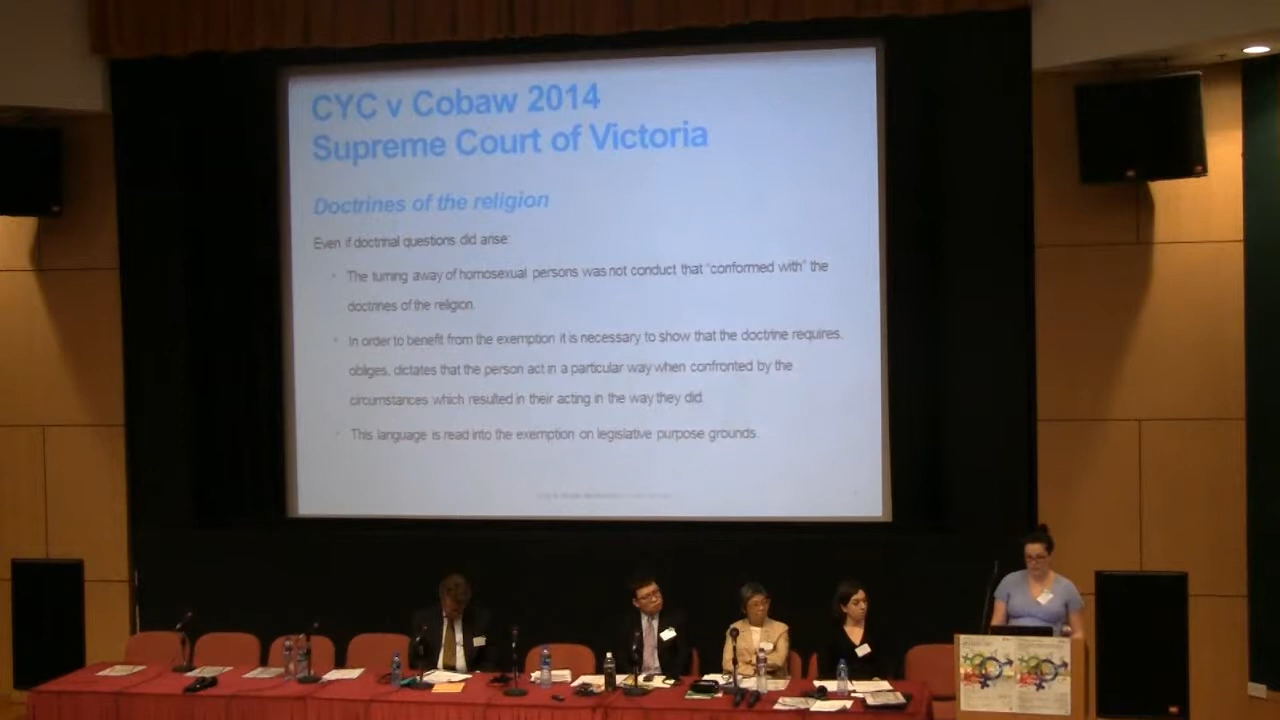 CYC v Cobaw 2014
Supreme Court of Victoria
Doctrines of the religion
Even if doctrinal questions did arise:
The turning away of homosexual persons was not conduct that "conformed with" the
doctrines of the religion.
In order to benefit from the exemption it is necessary to show that the doctrine requires,
obliges, dictates that the person act in a particular way when confronted by the
circumstances which resulted in their acting in the way they did.
This language is read into the exemption on legislative purpose grounds.